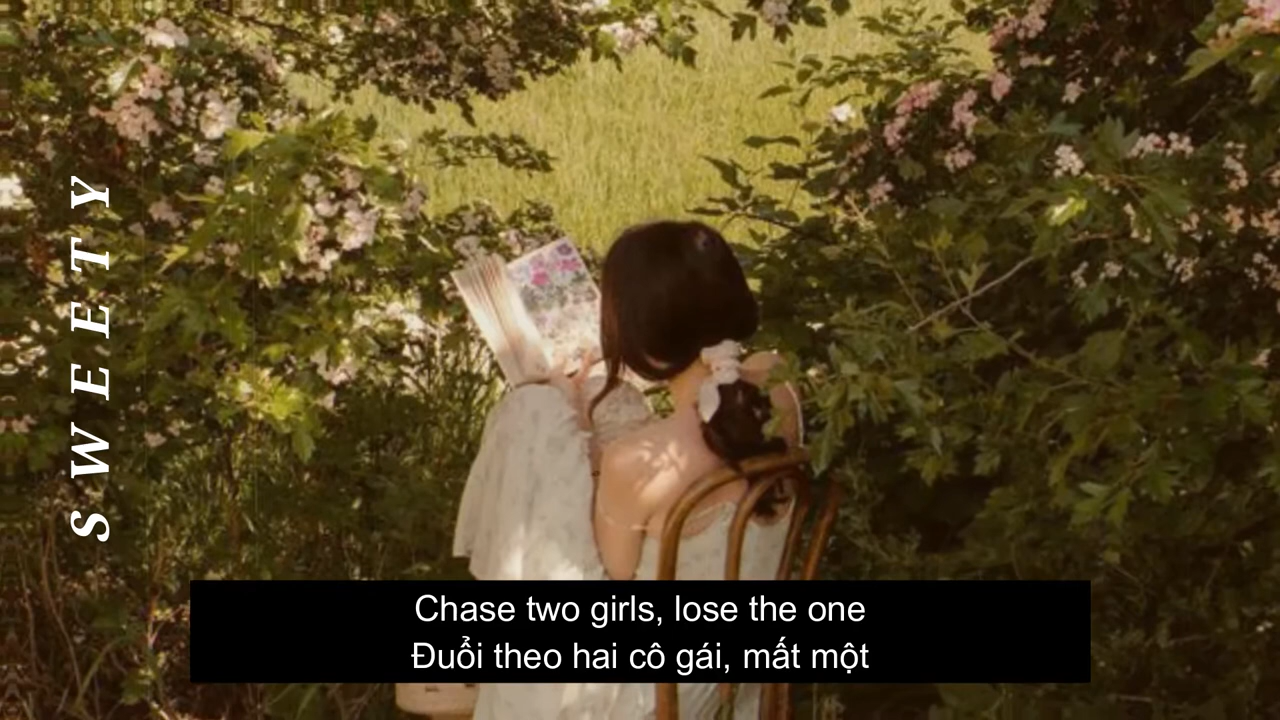 SWEETY
Chase two girls, lose the one
Đuổi theo hai cô gái, mất một